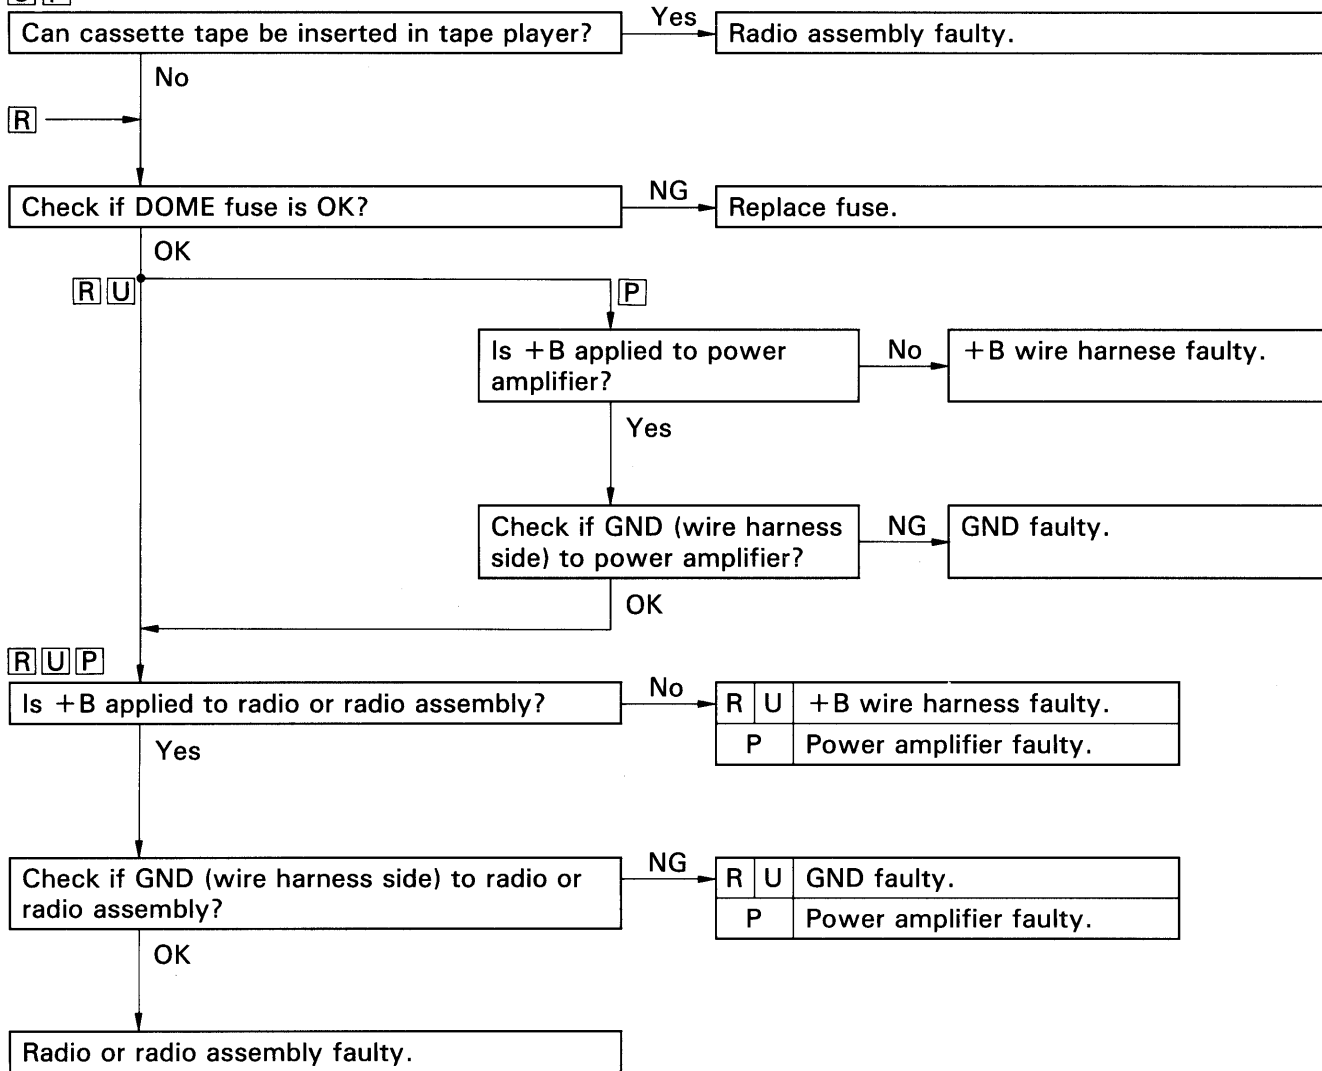 Can cassette tape be inserted in tape player?
Yes
Radio assembly faulty.
No
R
Check if DOME fuse is OK?
NG
Replace fuse.
OK
R U
P
Is +B applied to power
amplifier?
No
+B wire harnese faulty.
Yes
Check if GND (wire harness
side) to power amplifier?
NG
GND faulty.
OK
R U P
Is +B applied to radio or radio assembly?
No
R U +B wire harness faulty.
P Power amplifier faulty.
Yes
Check if GND (wire harness side) to radio or
radio assembly?
NG
R U GND faulty.
P Power amplifier faulty.
OK
Radio or radio assembly faulty.